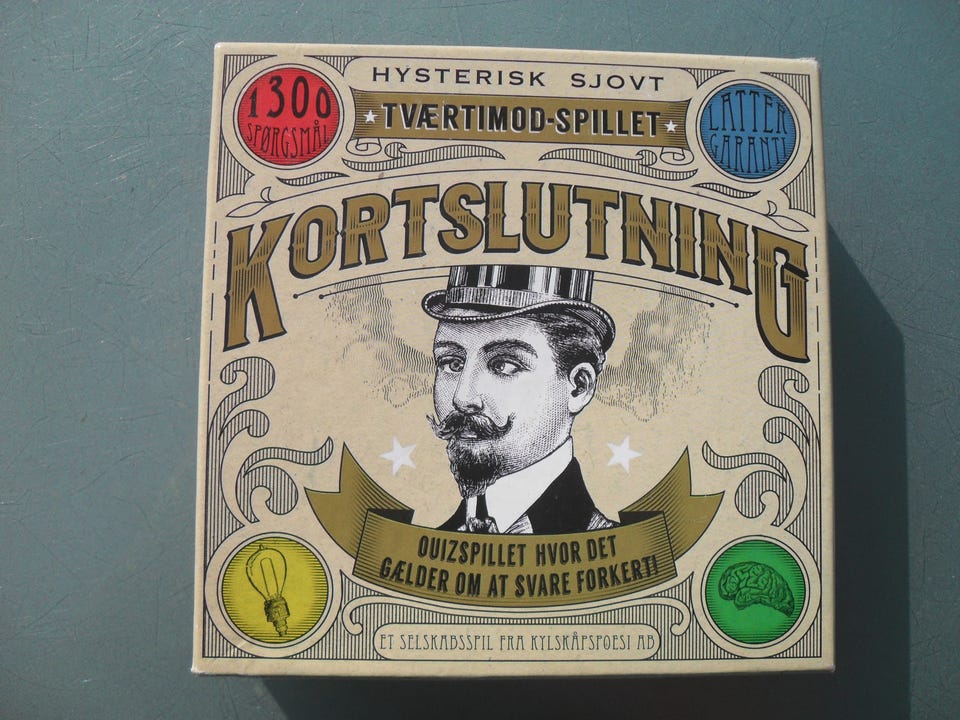 HYSTERISK SJOVT
★ TVÆRTIMOD-SPILLET ★
1300
SPØRGSMÅL
LATTER
GARANTI
KORTSLUTNING
QUIZSPILLET HVOR DET
GÆLDER OM AT SVARE FORKERT!
ET SELSKABSSPIL FRA KYLSKÅPSPOESI AB